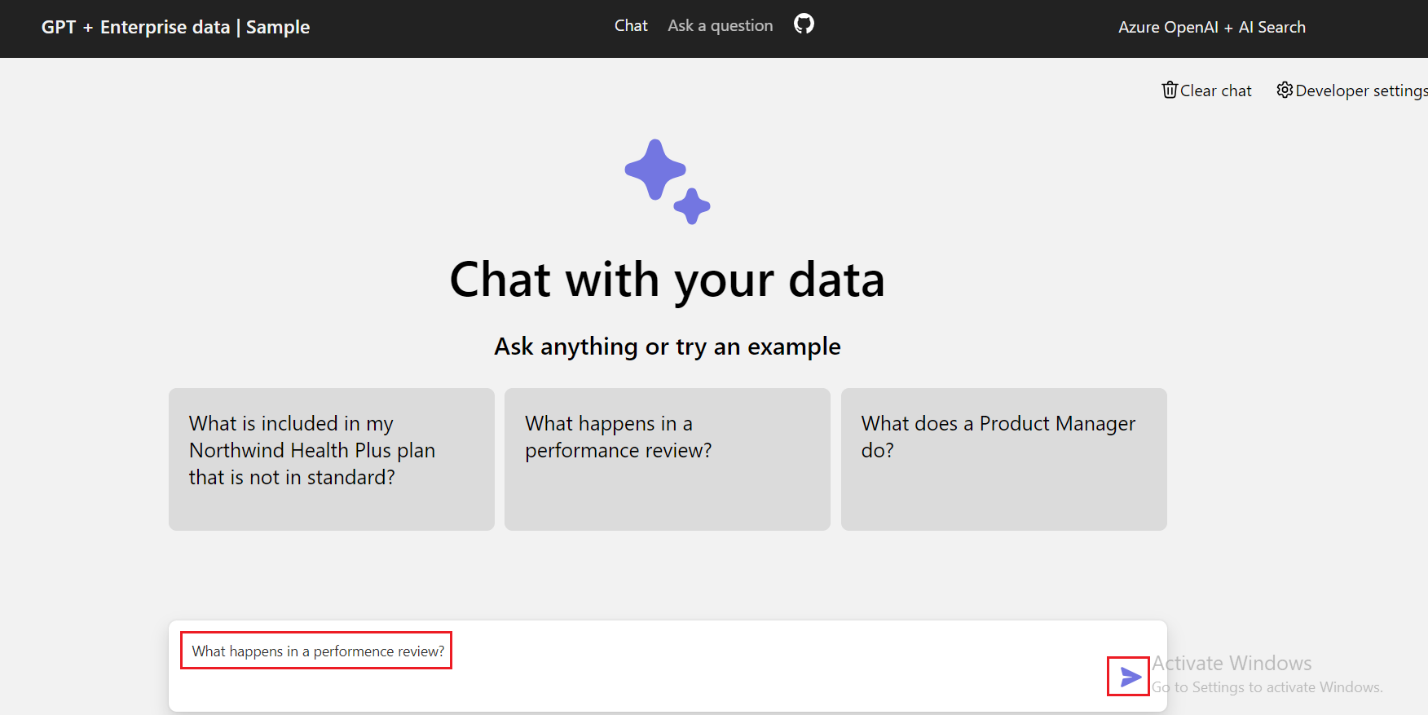 GPT + Enterprise data | Sample
Chat
Ask a question
Azure OpenAI + AI Search
Clear chat
Developer settings
Chat with your data
Ask anything or try an example
What is included in my
Northwind Health Plus plan
that is not in standard?
What happens in a
performance review?
What does a Product Manager
do?
What happens in a performence review?
Activate Windows
Go to Settings to activate Windows.